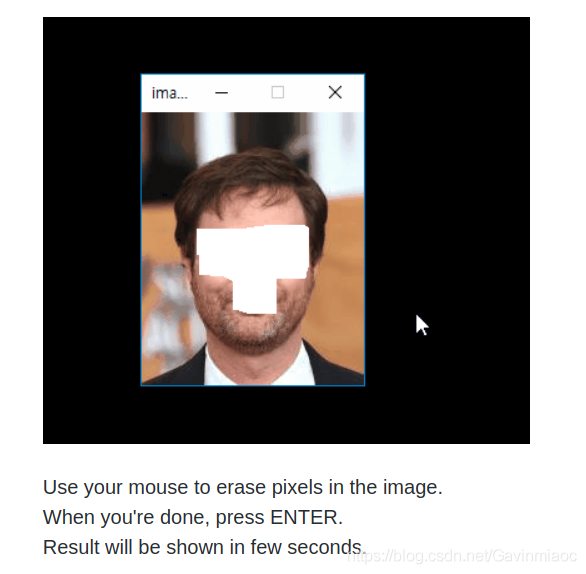 ima...
Use your mouse to erase pixels in the image.
When you're done, press ENTER.
Result will be shown in few seconds.
https://blog.csdn.net/Gavinmiaoc